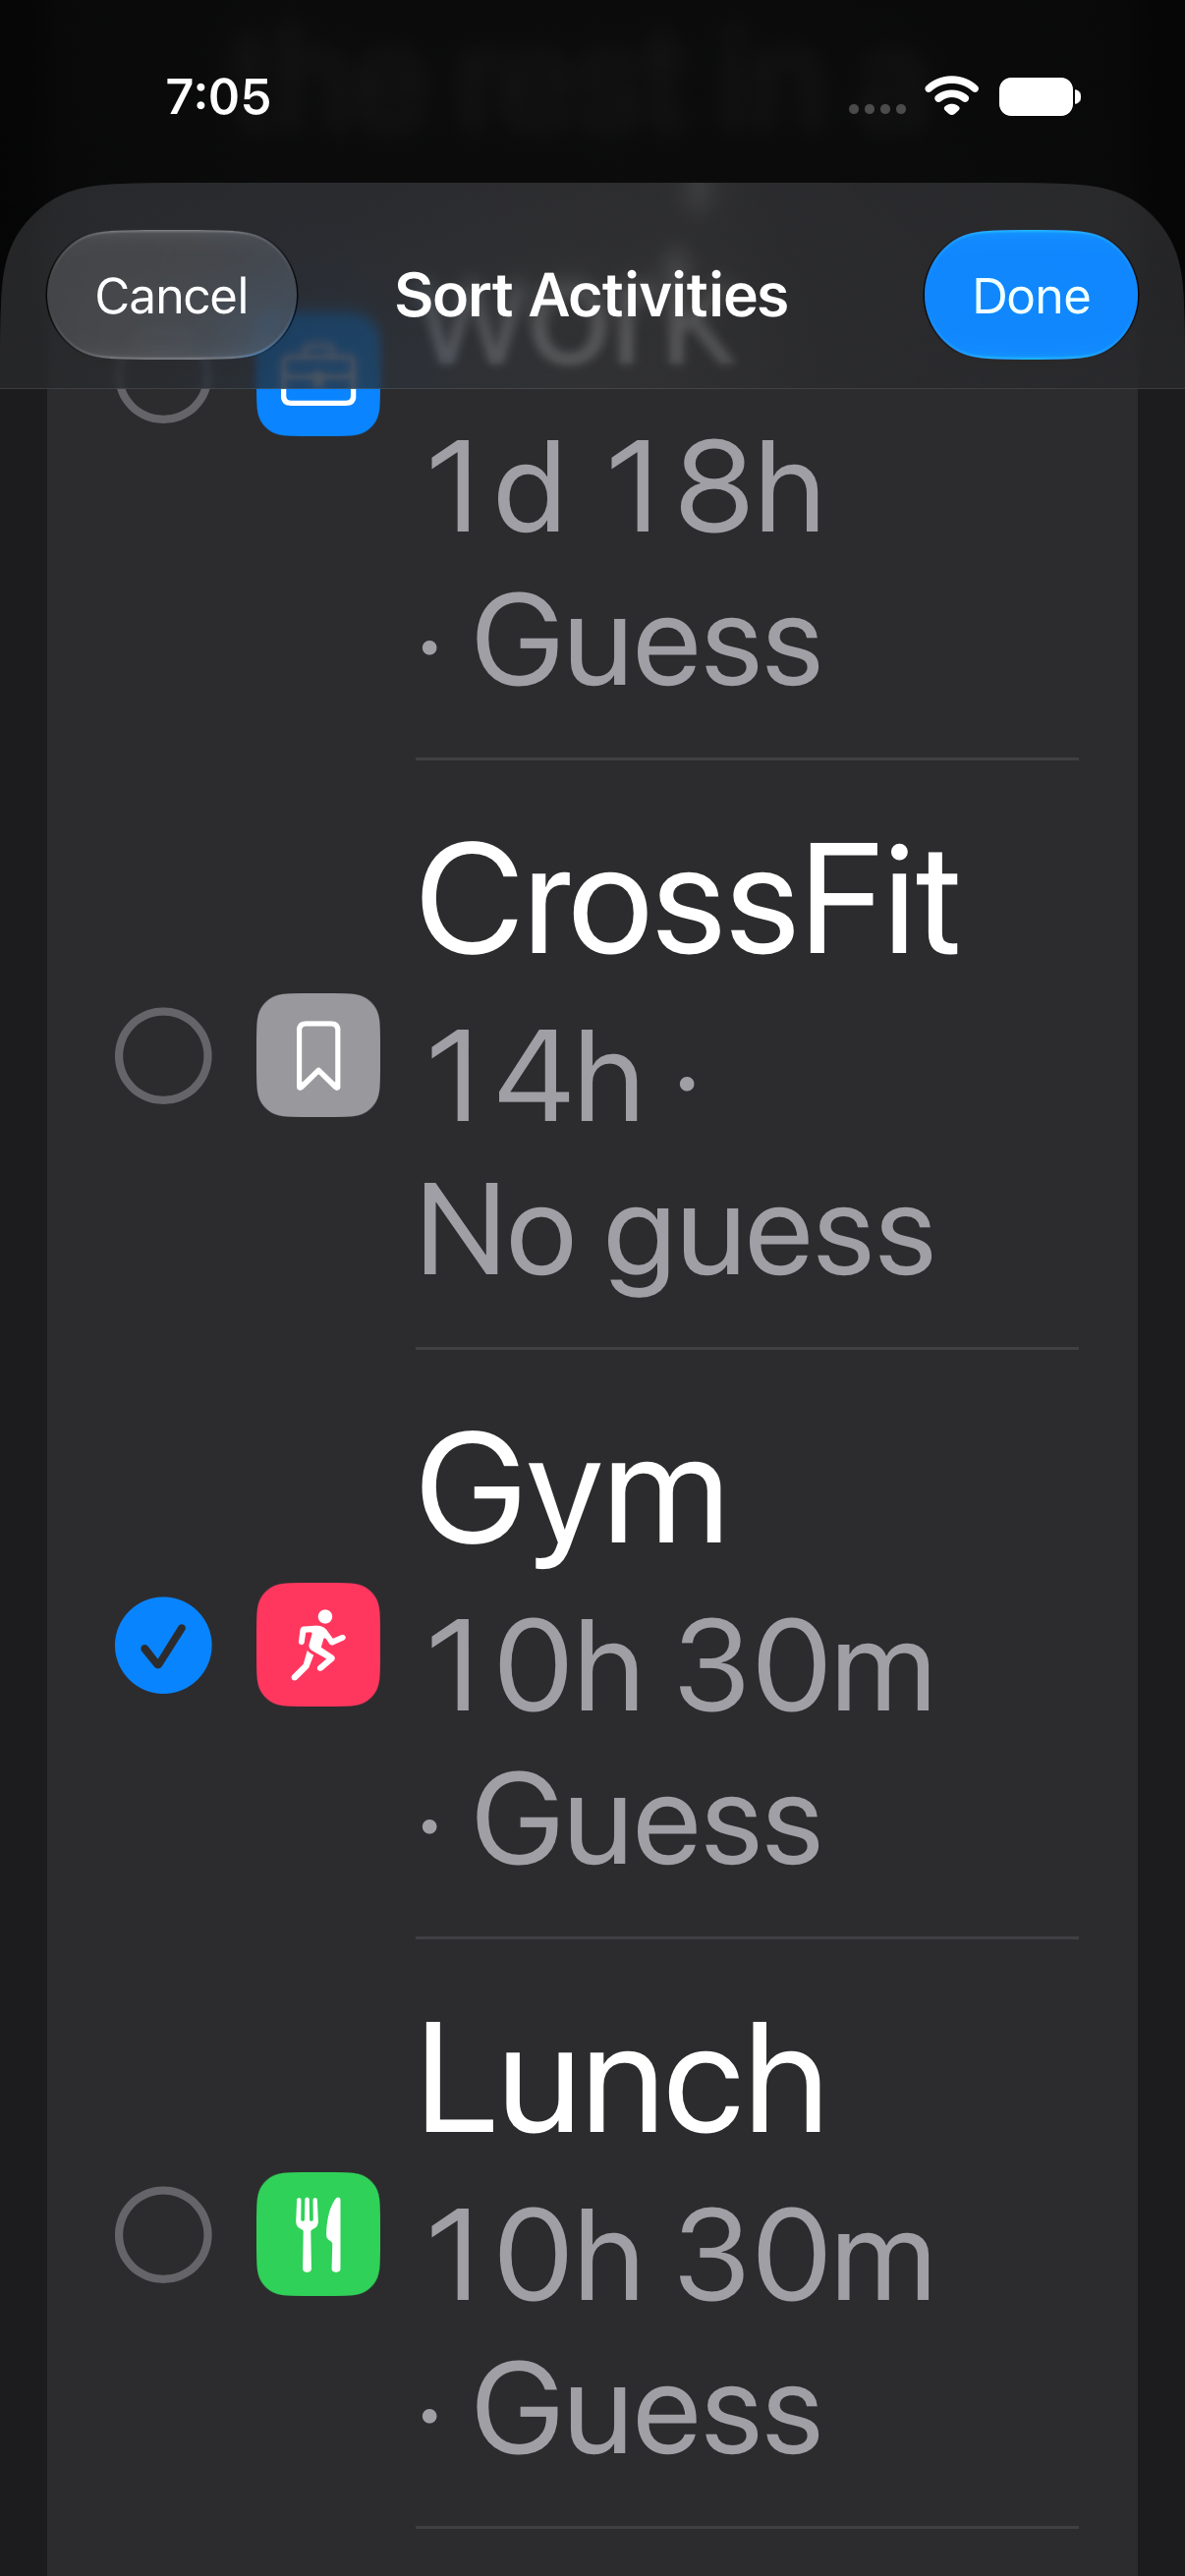 7:05
Cancel
Sort Activities
Done
work
1d 18h
· Guess
CrossFit
14h ·
No guess
Gym
10h 30m
· Guess
Lunch
10h 30m
· Guess